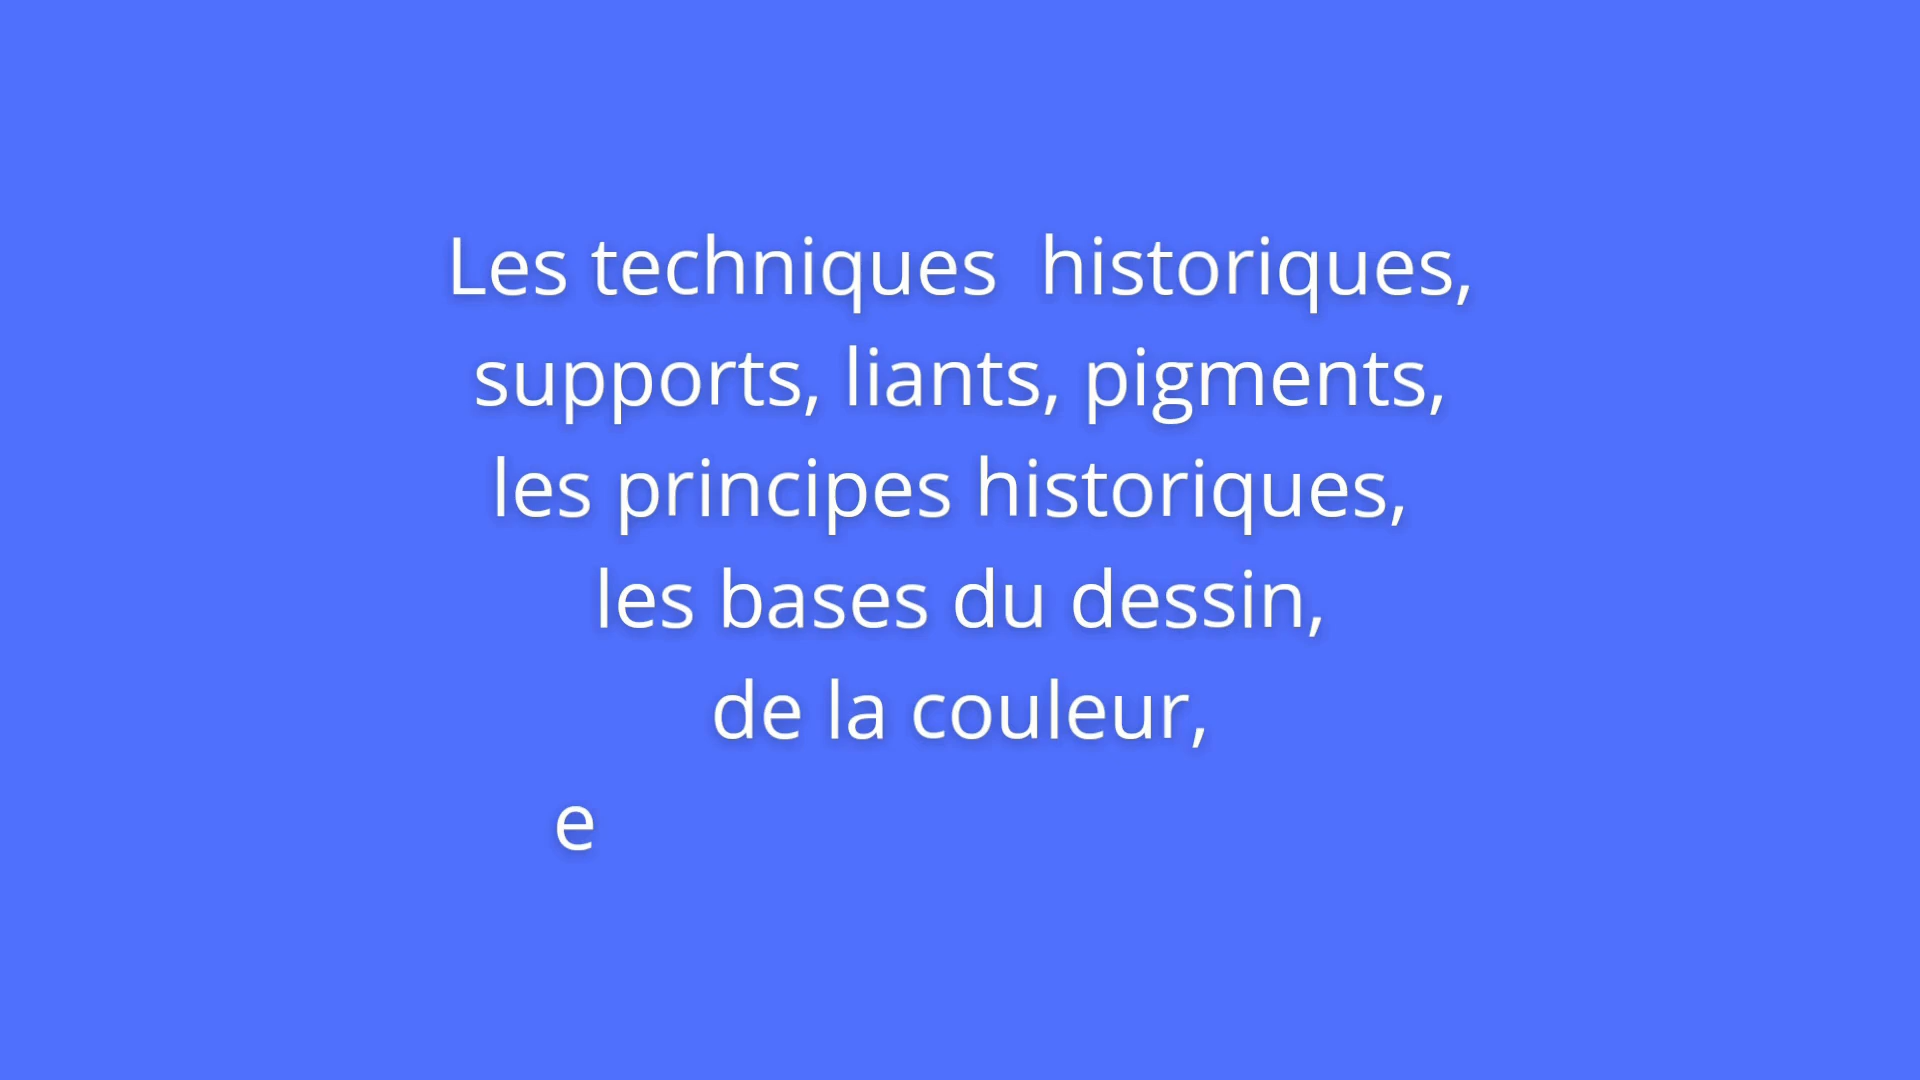 Les techniques  historiques,
supports, liants, pigments,
les principes historiques,
les bases du dessin,
de la couleur,
e